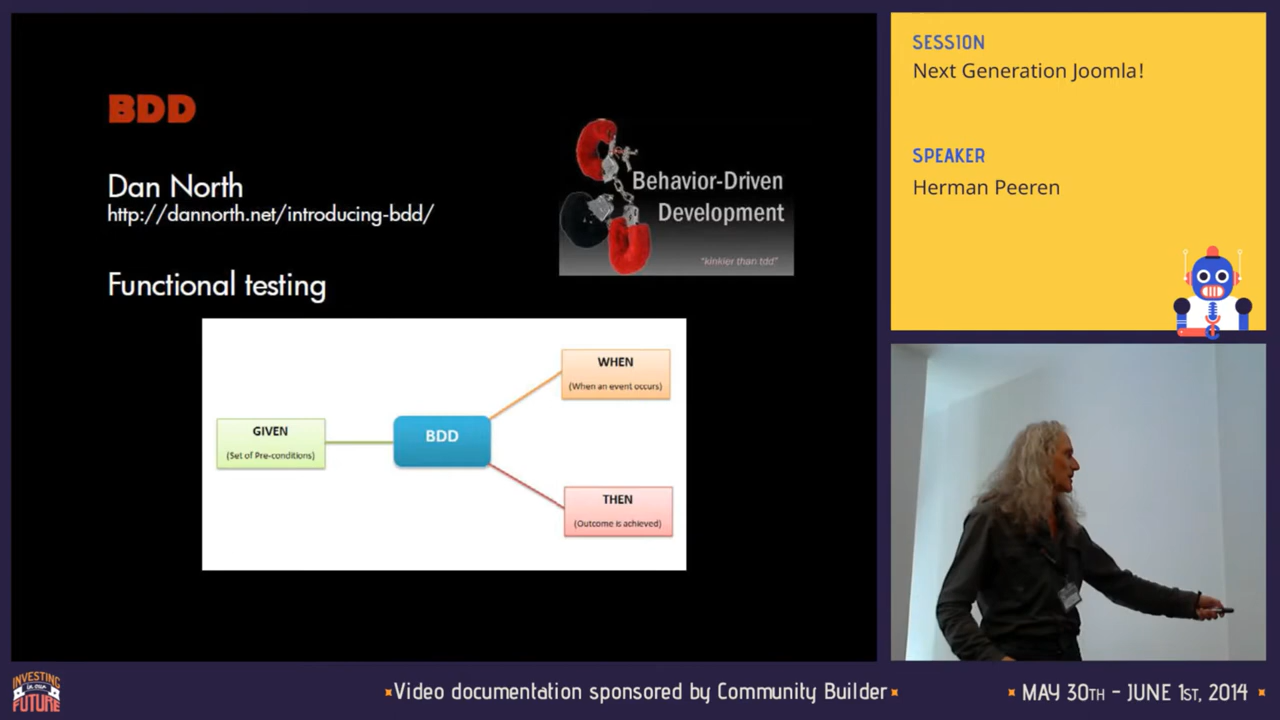 BDD
Dan North
http://dannorth.net/introducing-bdd/
Functional testing
Behavior-Driven
Development
"kinkier than tdd"
GIVEN
(Set of Pre-conditions)
BDD
WHEN
(When an event occurs)
THEN
(Outcome is achieved)
SESSION
Next Generation Joomla!
SPEAKER
Herman Peeren
INVESTING
IN OUR
FUTURE
Video documentation sponsored by Community Builder
MAY 30TH - JUNE 1ST, 2014